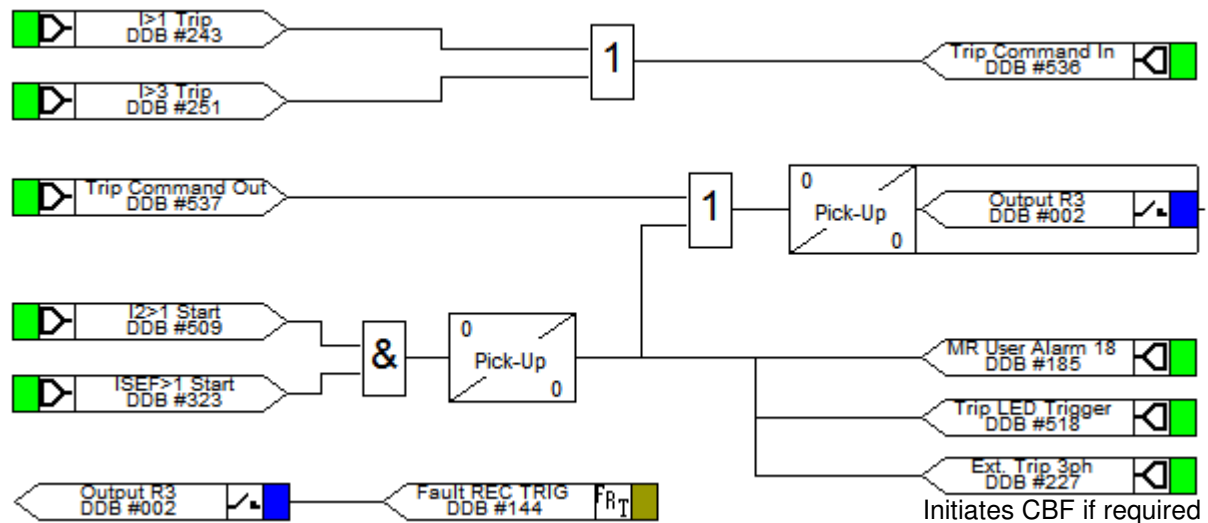 I>1 Trip
DDB #243
1
Trip Command In
DDB #536
I>3 Trip
DDB #251
Trip Command Out
DDB #537
1
0
Pick-Up
0
Output R3
DDB #002
I2>1 Start
DDB #509
&
0
Pick-Up
0
MR User Alarm 18
DDB #185
ISEF>1 Start
DDB #323
Trip LED Trigger
DDB #518
Ext. Trip 3ph
DDB #227
Output R3
DDB #002
Fault REC TRIG
DDB #144
FRT
Initiates CBF if required